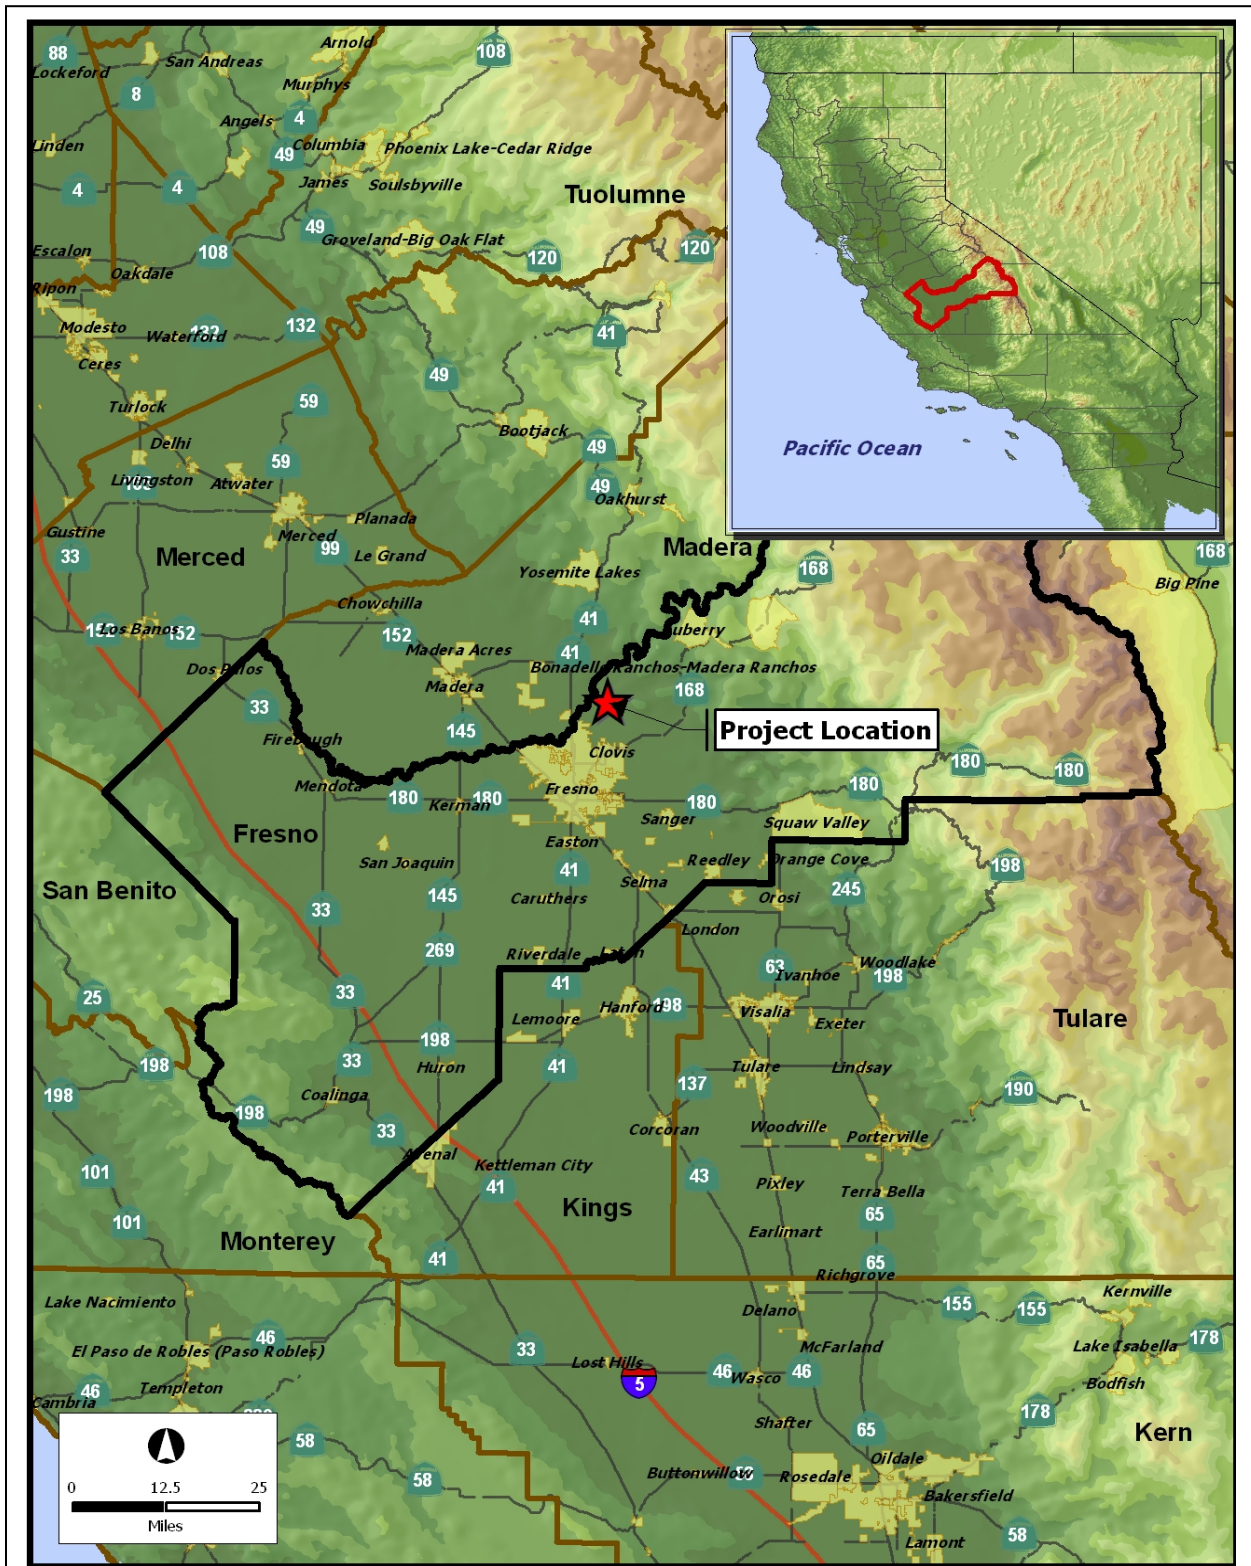 88
Lockeford
San Andreas
Arnold
108
Murphys
8
Angels
4
Linden
49
Columbia
Phoenix Lake-Cedar Ridge
James
Soulsbyville
4
4
Tuolumne
49
Groveland-Big Oak Flat
120
120
Escalon
108
Oakdale
Ripon
Modesto
Waterford
132
132
41
Ceres
49
Turlock
59
Bootjack
49
Delhi
59
Livingston
Atwater
49
Oakhurst
Pacific Ocean
Gustine
Merced
Planada
33
Merced
99
Le Grand
Madera
168
168
Big Pine
Yosemite Lakes
Chowchilla
41
152
Los Banos
152
152
Madera Acres
41
uberry
Dos Palos
Bonadelle Ranchos-Madera Ranchos
Madera
168
33
145
Project Location
Firebaugh
Clovis
180
180
Mendota
180
Kerman
180
Fresno
180
180
Sanger
Squaw Valley
Fresno
Easton
San Joaquin
41
Reedley
Orange Cove
198
San Benito
Selma
245
33
145
Caruthers
Orosi
London
269
Riverdale
Laton
63
Ivanhoe
Woodlake
198
25
33
41
Hanford
198
Visalia
Exeter
Tulare
Lemoore
198
33
198
Huron
41
Tulare
Lindsay
198
Coalinga
137
190
198
33
Corcoran
Woodville
Porterville
101
Avenal
Kettleman City
41
43
Pixley
Terra Bella
101
Kings
65
Monterey
Earlimart
41
65
Richgrove
Lake Nacimiento
Delano
155
155
Kernville
46
33
McFarland
Lake Isabella
178
El Paso de Robles (Paso Robles)
Lost Hills
46
Wasco
46
Templeton
5
Bodfish
46
Cambria
178
Shafter
65
Kern
58
Oildale
58
Buttonwillow
58
Rosedale
Bakersfield
58
Lamont
0 12.5 25
Miles